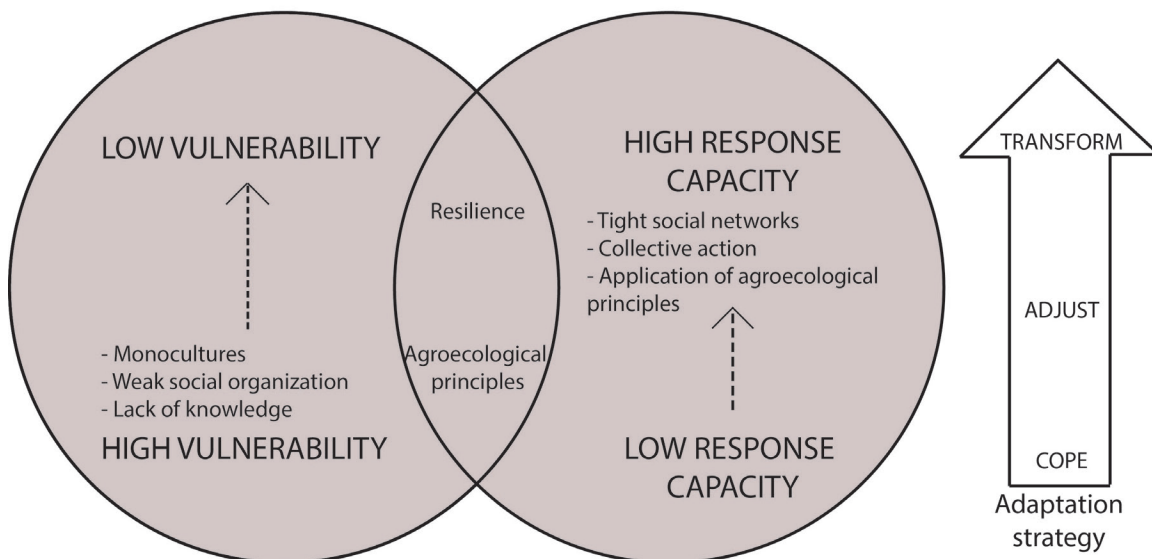 LOW VULNERABILITY
- Monocultures
- Weak social organization
- Lack of knowledge
HIGH VULNERABILITY
Resilience
Agroecological
principles
HIGH RESPONSE
CAPACITY
- Tight social networks
- Collective action
- Application of agroecological
principles
LOW RESPONSE
CAPACITY
TRANSFORM
ADJUST
COPE
Adaptation
strategy